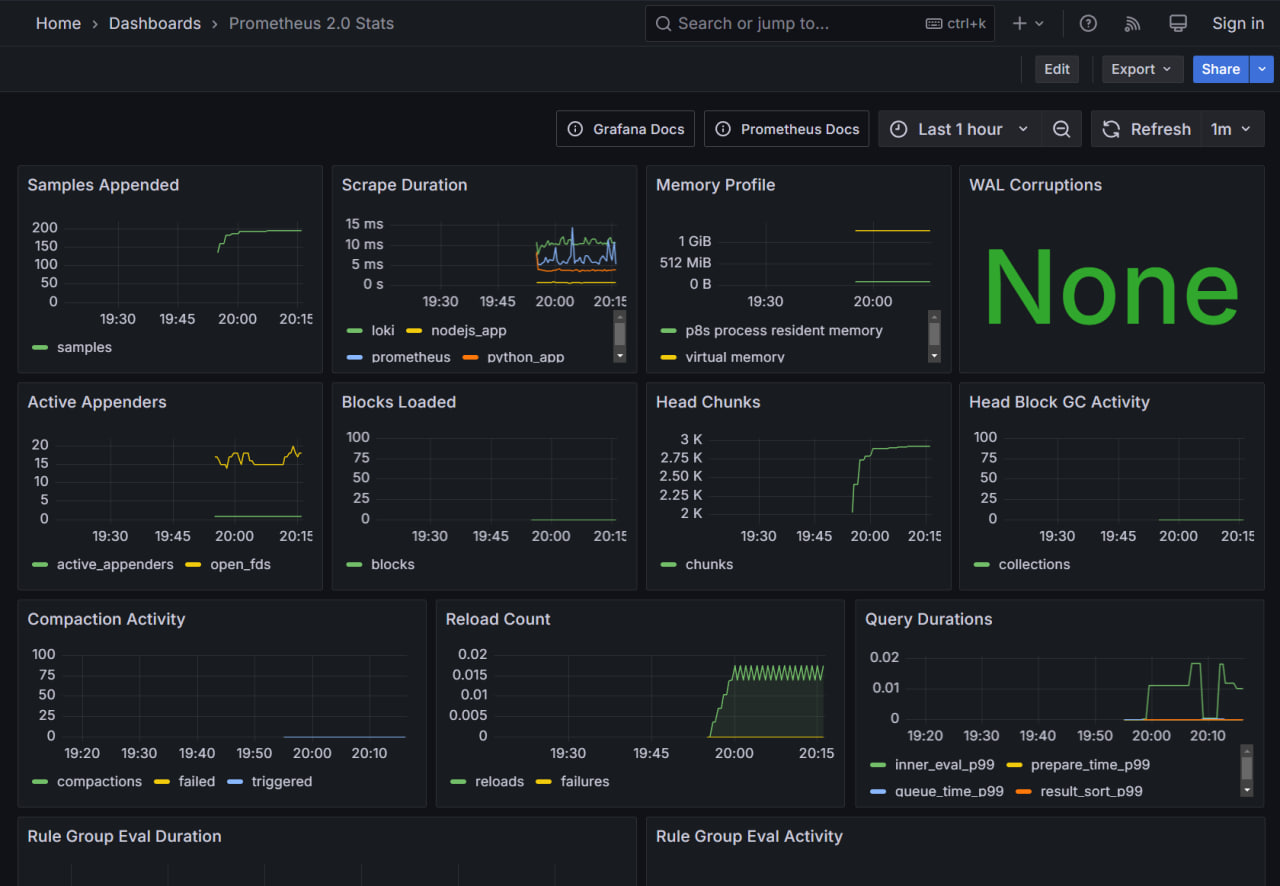 Home › Dashboards › Prometheus 2.0 Stats
Search or jump to...
ctrl+k
Sign in
Edit
Export
Share
Grafana Docs
Prometheus Docs
Last 1 hour
Refresh
1m
Samples Appended
200
150
100
50
0
19:30 19:45 20:00 20:15
samples
Scrape Duration
15 ms
10 ms
5 ms
0 s
19:30 19:45 20:00 20:15
loki nodejs_app
prometheus python_app
Memory Profile
1 GiB
512 MiB
0 B
19:30 20:00
p8s process resident memory
virtual memory
WAL Corruptions
None
Active Appenders
20
15
10
5
0
19:30 19:45 20:00 20:15
active_appenders open_fds
Blocks Loaded
100
75
50
25
0
19:30 19:45 20:00 20:15
blocks
Head Chunks
3 K
2.75 K
2.50 K
2.25 K
2 K
19:30 19:45 20:00 20:15
chunks
Head Block GC Activity
100
75
50
25
0
19:30 19:45 20:00 20:15
collections
Compaction Activity
100
75
50
25
0
19:20 19:30 19:40 19:50 20:00 20:10
compactions failed triggered
Reload Count
0.02
0.015
0.01
0.005
0
19:30 19:45 20:00 20:15
reloads failures
Query Durations
0.02
0.01
0
19:20 19:30 19:40 19:50 20:00 20:10
inner_eval_p99 prepare_time_p99
queue_time_p99 result_sort_p99
Rule Group Eval Duration
Rule Group Eval Activity